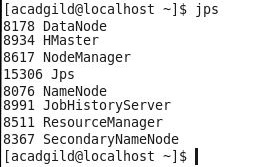 [acadgild@localhost ~]$ jps
8178 DataNode
8934 HMaster
8617 NodeManager
15306 Jps
8076 NameNode
8991 JobHistoryServer
8511 ResourceManager
8367 SecondaryNameNode
[acadgild@localhost ~]$